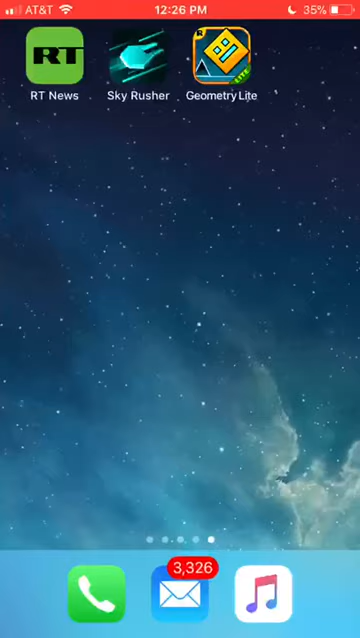 AT&T 12:26 PM 35%
RT
R
LITE
RT News Sky Rusher Geometry Lite
3,326